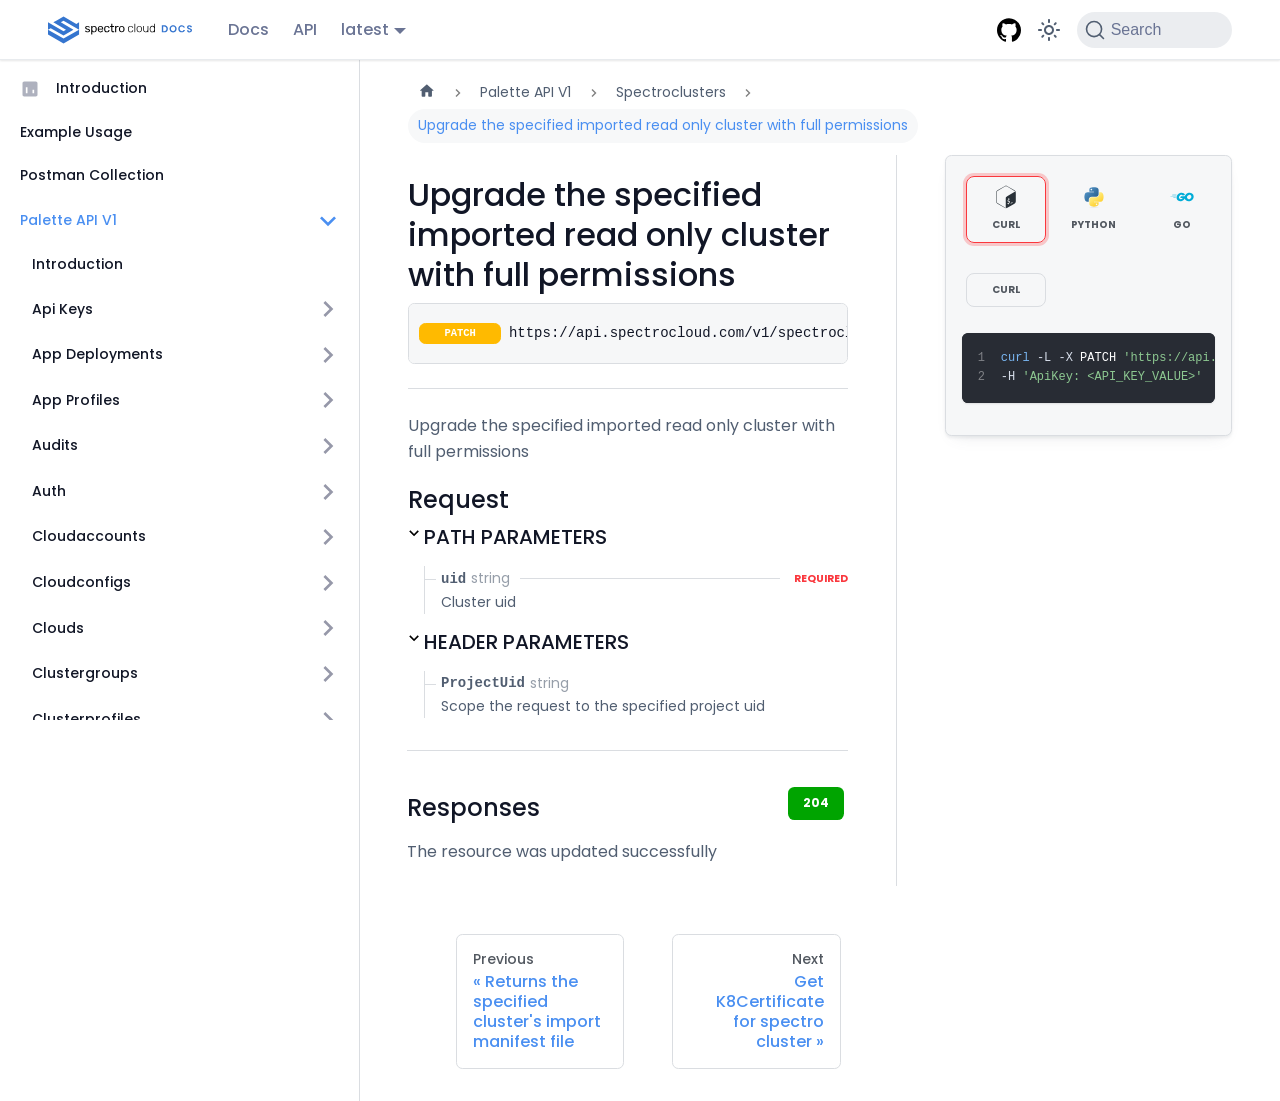 spectro cloud DOCS
Docs
API
latest
Search
Introduction
Example Usage
Postman Collection
Palette API V1
Introduction
Api Keys
App Deployments
App Profiles
Audits
Auth
Cloudaccounts
Cloudconfigs
Clouds
Clustergroups
Clusterprofiles
Palette API V1
Spectroclusters
Upgrade the specified imported read only cluster with full permissions
Upgrade the specified
imported read only cluster
with full permissions
PATCH https://api.spectrocloud.com/v1/spectrocl
Upgrade the specified imported read only cluster with
full permissions
Request
PATH PARAMETERS
uid string REQUIRED
Cluster uid
HEADER PARAMETERS
ProjectUid string
Scope the request to the specified project uid
Responses
204
The resource was updated successfully
CURL
PYTHON
GO
CURL
1 curl -L -X PATCH 'https://api.
2 -H 'ApiKey: <API_KEY_VALUE>'
Previous
« Returns the
specified
cluster's import
manifest file
Next
Get
K8Certificate
for spectro
cluster »